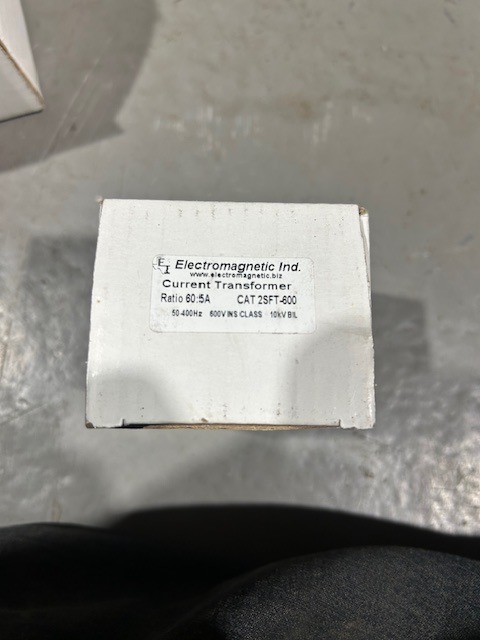 EI Electromagnetic Ind.
www.electromagnetic.biz
Current Transformer
Ratio 60:5A CAT 2SFT-600
50-400Hz 600V INS CLASS 10kV BIL